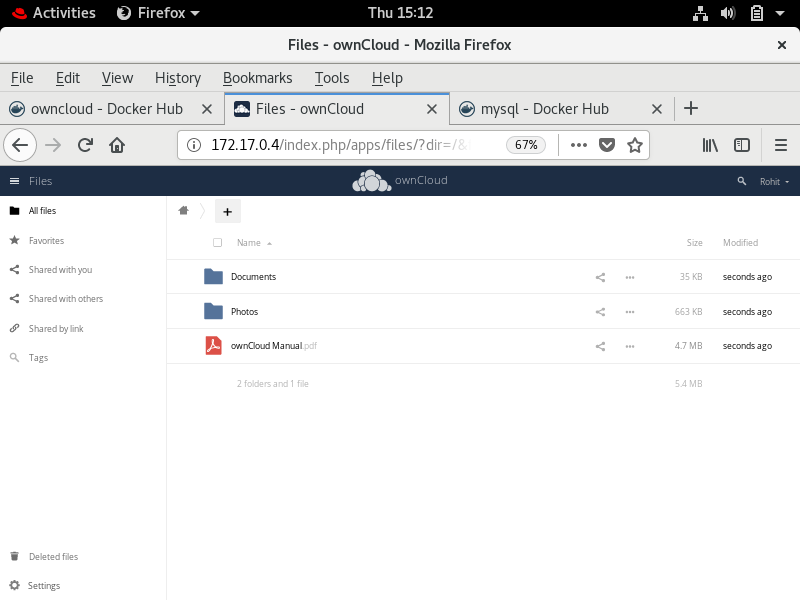 Activities Firefox Thu 15:12
Files - ownCloud - Mozilla Firefox
File Edit View History Bookmarks Tools Help
owncloud - Docker Hub Files - ownCloud mysql - Docker Hub
172.17.0.4/index.php/apps/files/?dir=/& 67%
Files ownCloud Rohit
All files
Favorites
Shared with you
Shared with others
Shared by link
Tags
Deleted files
Settings
Name Size Modified
Documents 35 KB seconds ago
Photos 663 KB seconds ago
ownCloud Manual.pdf 4.7 MB seconds ago
2 folders and 1 file 5.4 MB